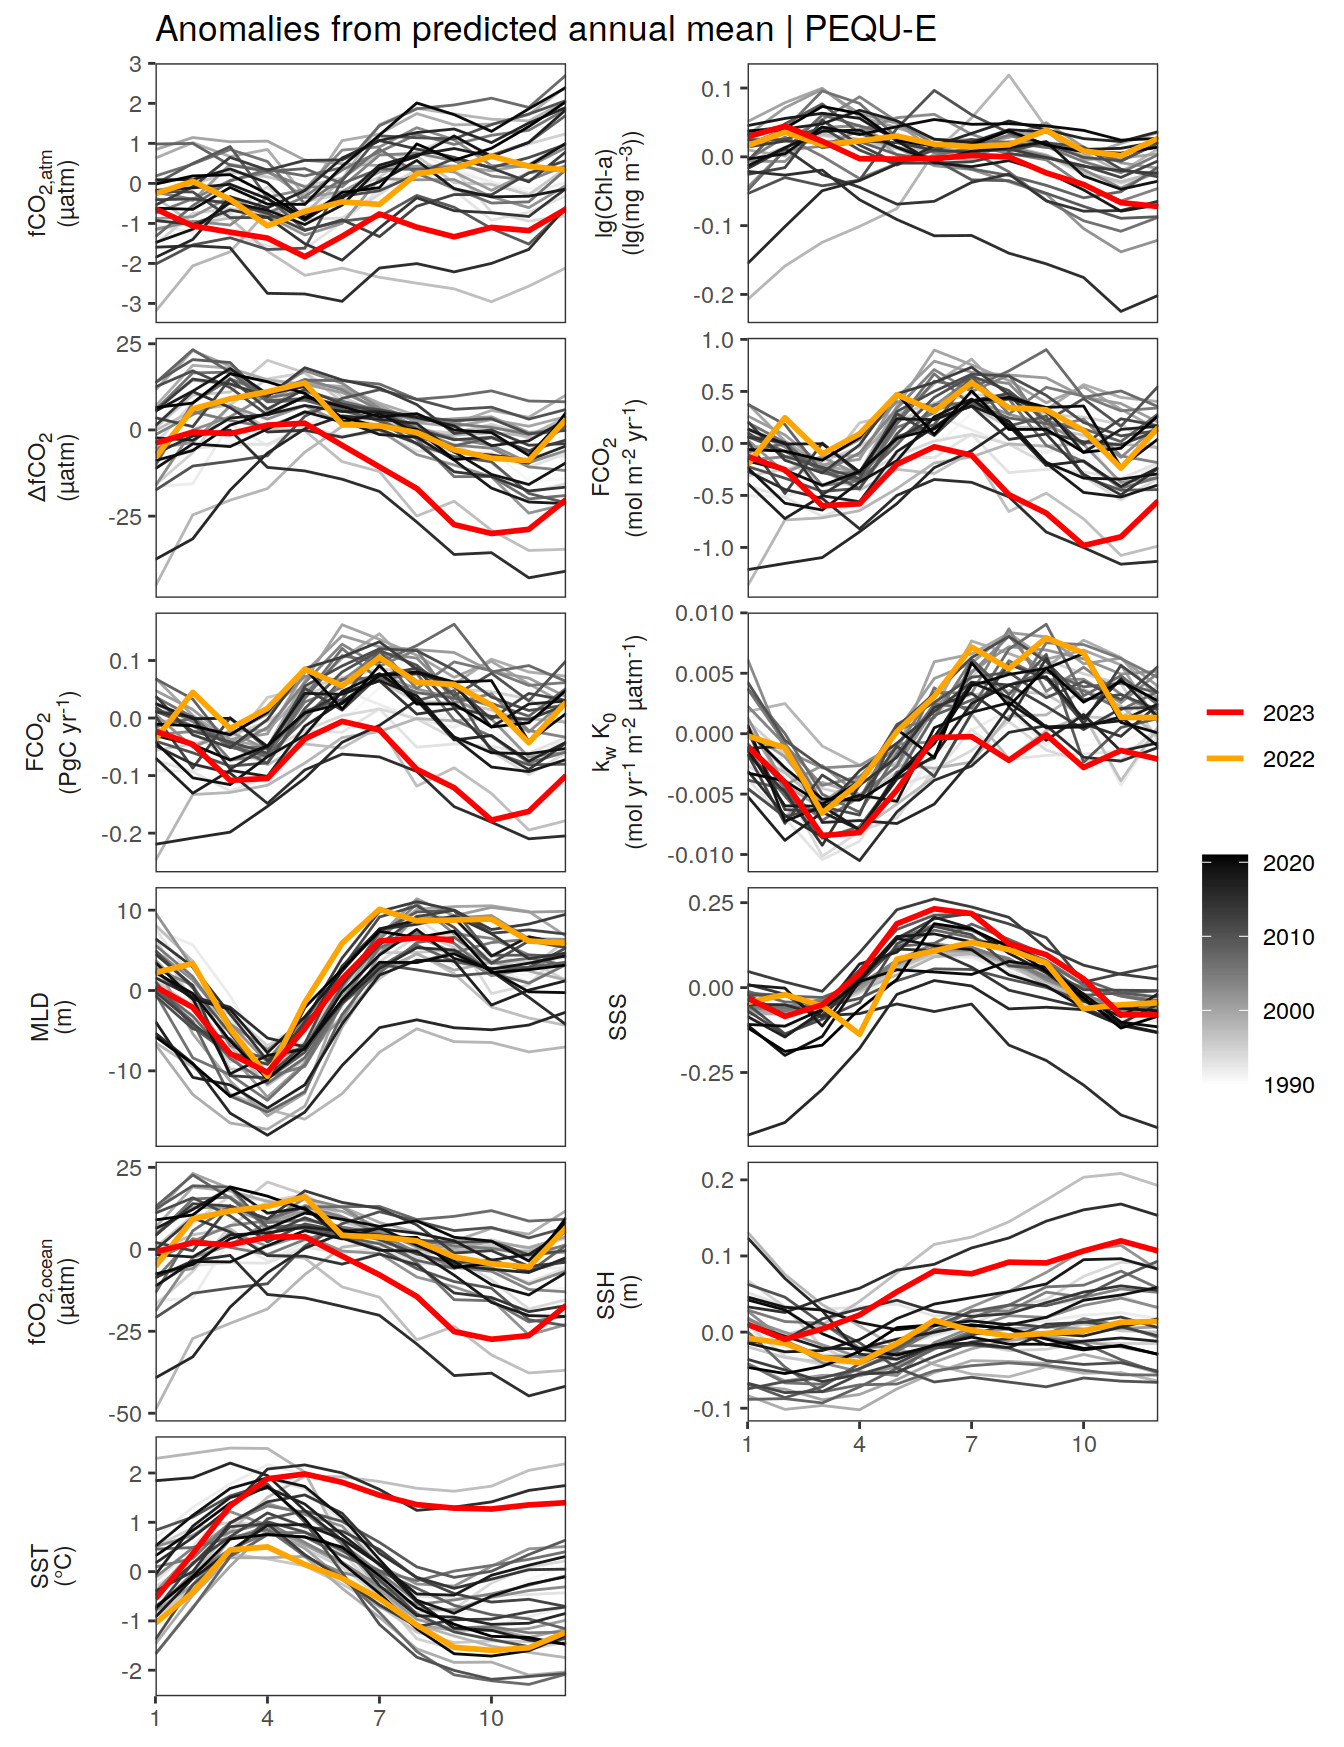 Anomalies from predicted annual mean | PEQU-E
fCO2,atm
(µatm)
3
2
1
0
-1
-2
-3
lg(Chl-a)
(lg(mg m-3))
0.1
0.0
-0.1
-0.2
ΔfCO2
(µatm)
25
0
-25
FCO2
(mol m-2 yr-1)
1.0
0.5
0.0
-0.5
-1.0
FCO2
(PgC yr-1)
0.1
0.0
-0.1
-0.2
kw K0
(mol yr-1 m-2 µatm-1)
0.010
0.005
0.000
-0.005
-0.010
2023
2022
2020
2010
2000
1990
MLD
(m)
10
0
-10
SSS
0.25
0.00
-0.25
fCO2,ocean
(µatm)
25
0
-25
-50
SSH
(m)
0.2
0.1
0.0
-0.1
1 4 7 10
SST
(°C)
2
1
0
-1
-2
1 4 7 10